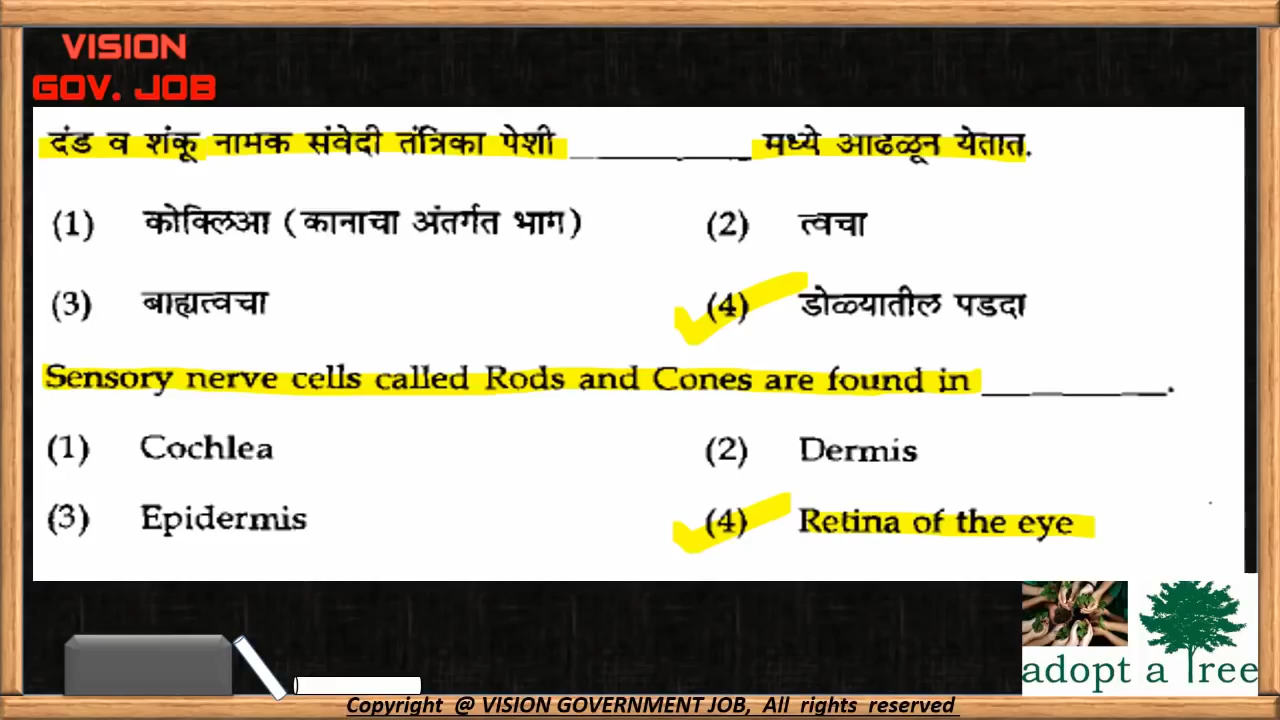 VISION
GOV. JOB
दंड व शंकू नामक संवेदी तंत्रिका पेशी __________ मध्ये आढळून येतात.
(1) कोक्लिआ (कानाचा अंतर्गत भाग) (2) त्वचा
(3) बाह्यत्वचा (4) डोळ्यातील पडदा
Sensory nerve cells called Rods and Cones are found in __________.
(1) Cochlea (2) Dermis
(3) Epidermis (4) Retina of the eye
adopt a Tree
Copyright @ VISION GOVERNMENT JOB, All rights reserved